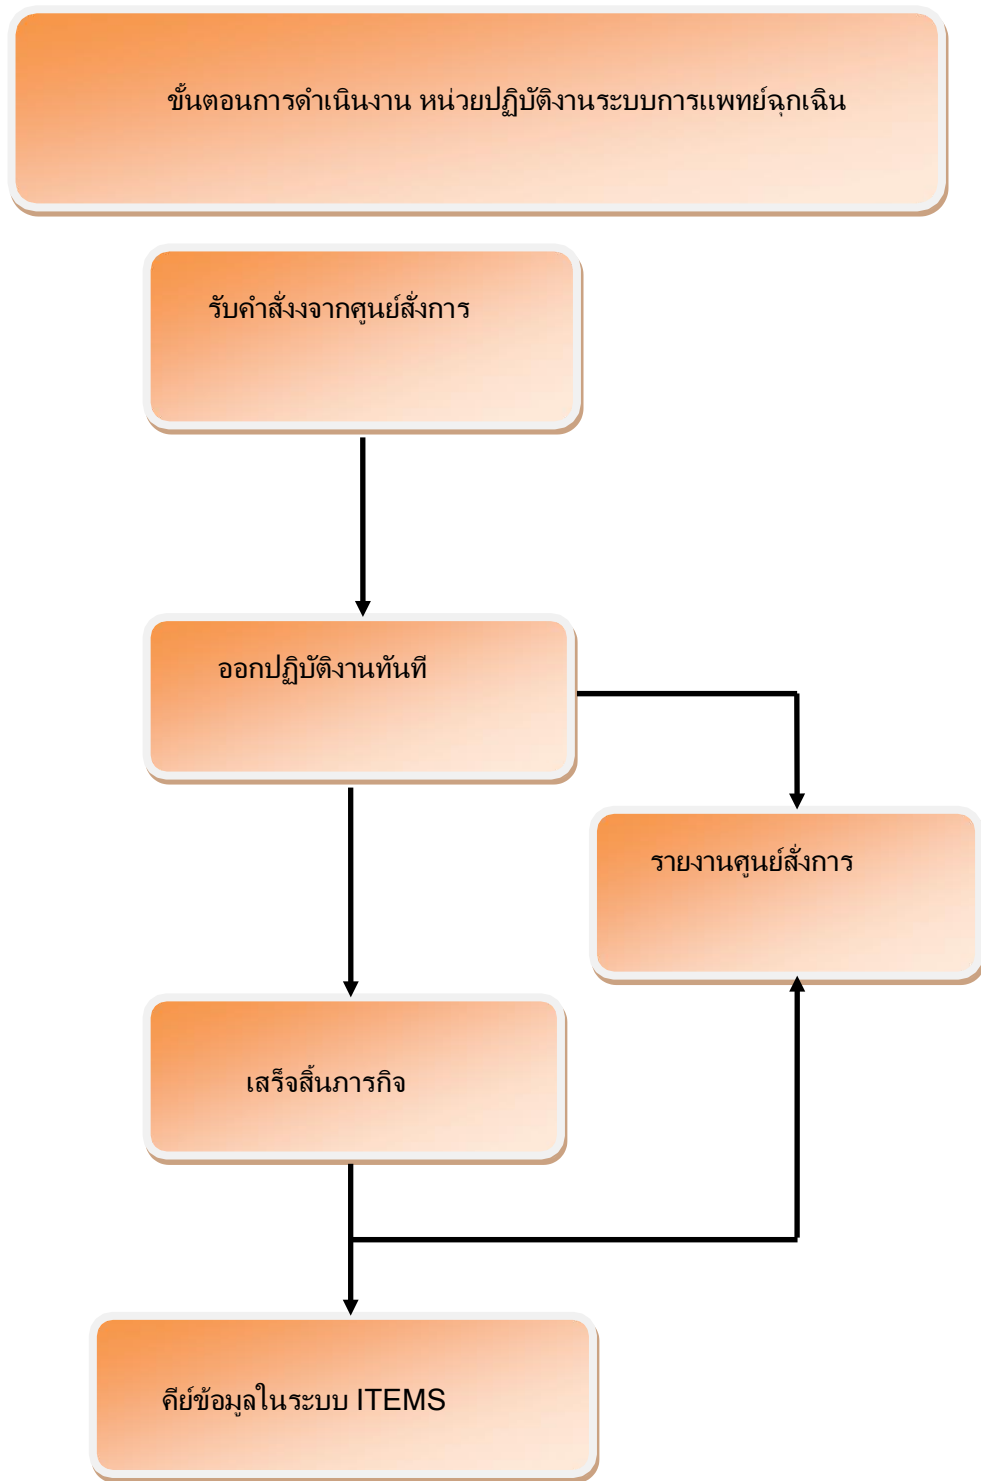 ขั้นตอนการดำเนินงาน หน่วยปฏิบัติงานระบบการแพทย์ฉุกเฉิน
รับคำสั่งงจากศูนย์สั่งการ
ออกปฏิบัติงานทันที
รายงานศูนย์สั่งการ
เสร็จสิ้นภารกิจ
คีย์ข้อมูลในระบบ ITEMS